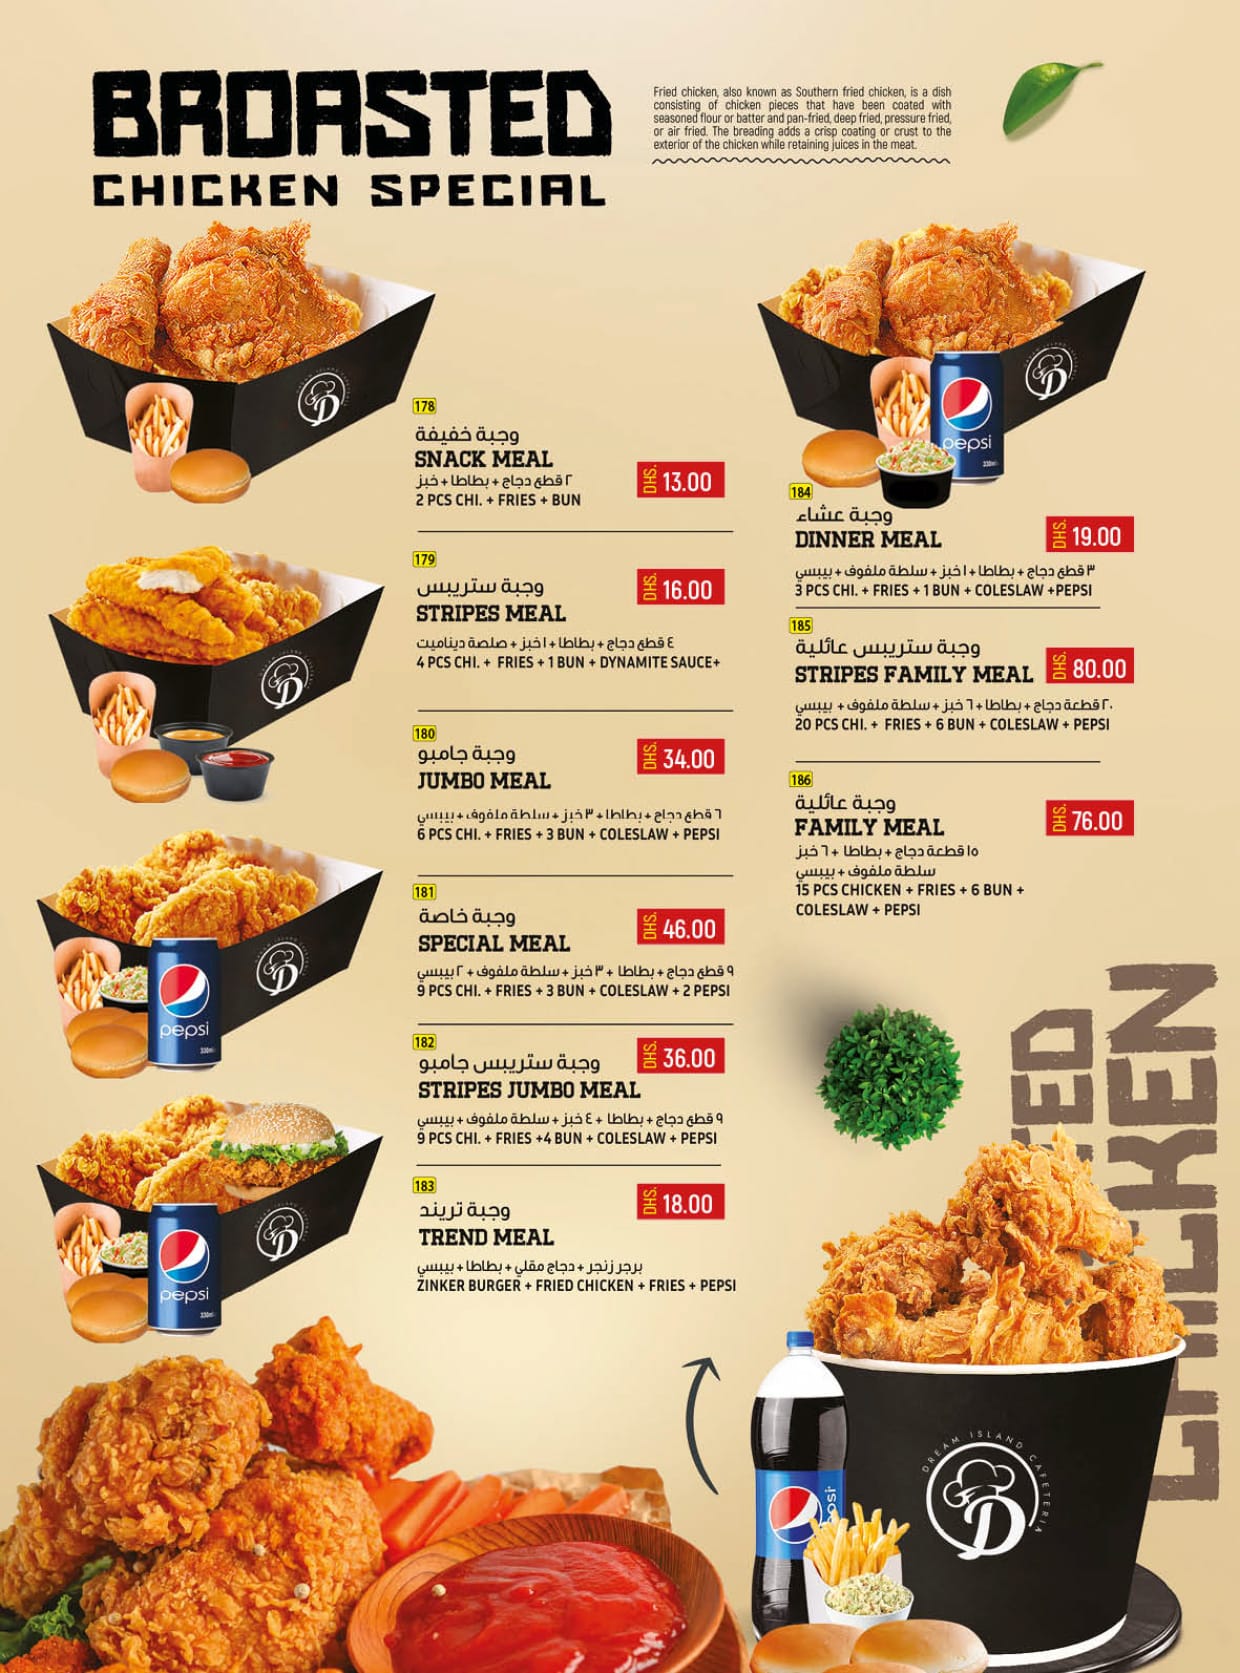 BROASTED
CHICKEN SPECIAL
Fried chicken, also known as Southern fried chicken, is a dish
consisting of chicken pieces that have been coated with
seasoned flour or batter and pan-fried, deep fried, pressure fried,
or air fried. The breading adds a crisp coating or crust to the
exterior of the chicken while retaining juices in the meat.
178
وجبة خفيفة
SNACK MEAL
DHS. 13.00
٢ قطع دجاج + بطاطا + خبز
2 PCS CHI. + FRIES + BUN
179
وجبة ستريبس
STRIPES MEAL
DHS. 16.00
٤ قطع دجاج + بطاطا + ١خبز + صلصة ديناميت
4 PCS CHI. + FRIES + 1 BUN + DYNAMITE SAUCE+
180
وجبة جامبو
JUMBO MEAL
DHS. 34.00
٦ قطع دجاج + بطاطا + ٣ خبز + سلطة ملفوف + بيبسي
6 PCS CHI. + FRIES + 3 BUN + COLESLAW + PEPSI
181
وجبة خاصة
SPECIAL MEAL
DHS. 46.00
٩ قطع دجاج + بطاطا + ٣ خبز + سلطة ملفوف + ٢ بيبسي
9 PCS CHI. + FRIES + 3 BUN + COLESLAW + 2 PEPSI
182
وجبة ستريبس جامبو
STRIPES JUMBO MEAL
DHS. 36.00
٩ قطع دجاج + بطاطا + ٤ خبز + سلطة ملفوف + بيبسي
9 PCS CHI. + FRIES +4 BUN + COLESLAW + PEPSI
183
وجبة تريند
TREND MEAL
DHS. 18.00
برجر زنجر + دجاج مقلي + بطاطا + بيبسي
ZINKER BURGER + FRIED CHICKEN + FRIES + PEPSI
184
وجبة عشاء
DINNER MEAL
DHS. 19.00
٣ قطع دجاج + بطاطا + ١ خبز + سلطة ملفوف + بيبسي
3 PCS CHI. + FRIES + 1 BUN + COLESLAW +PEPSI
185
وجبة ستريبس عائلية
STRIPES FAMILY MEAL
DHS. 80.00
٢٠ قطعة دجاج + بطاطا + ٦ خبز + سلطة ملفوف + بيبسي
20 PCS CHI. + FRIES + 6 BUN + COLESLAW + PEPSI
186
وجبة عائلية
FAMILY MEAL
DHS. 76.00
١٥ قطعة دجاج + بطاطا + ٦ خبز
سلطة ملفوف + بيبسي
15 PCS CHICKEN + FRIES + 6 BUN +
COLESLAW + PEPSI
pepsi
330ml
pepsi
330ml
pepsi
330ml
CHICKEN
DREAM ISLAND CAFETERIA
D